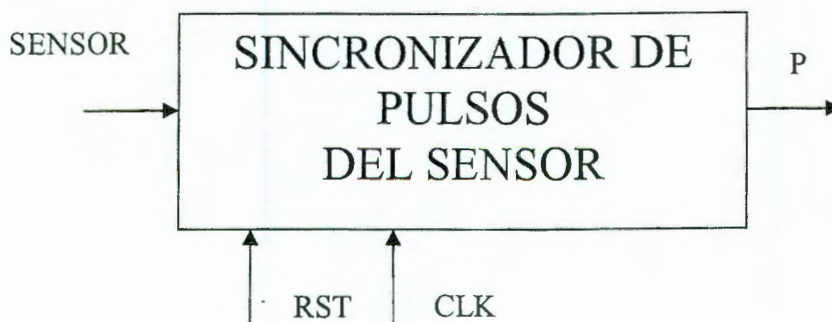 SENSOR
SINCRONIZADOR DE
PULSOS
DEL SENSOR
P
RST
CLK